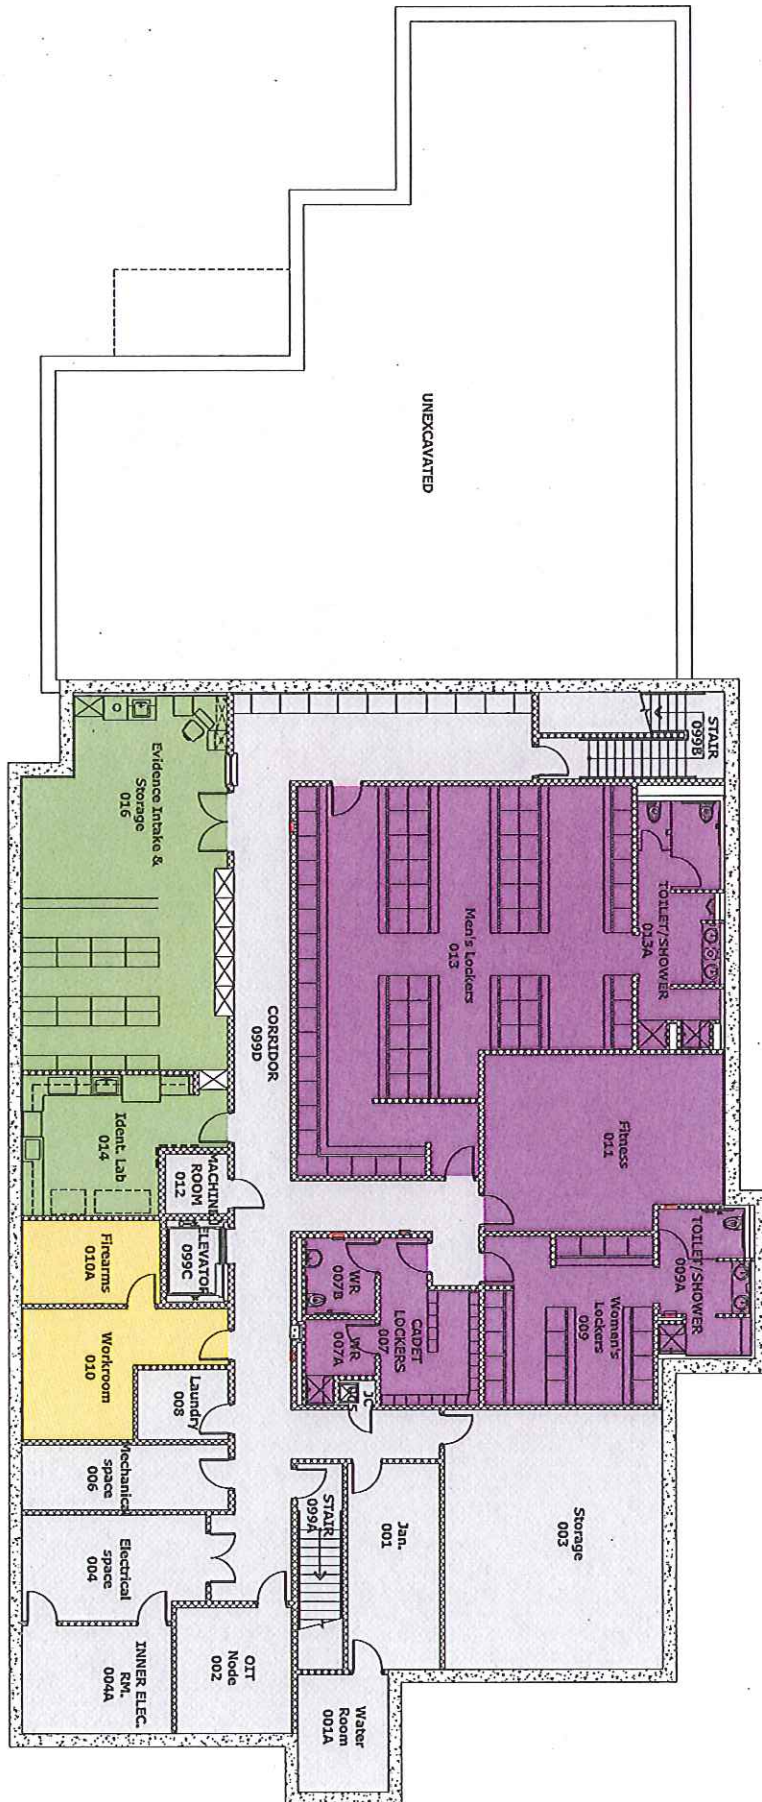 UNEXCAVATED
STAIR
099B
Evidence Intake &
Storage
016
Men's Lockers
013
TOILET/SHOWER
013A
CORRIDOR
099D
Ident. Lab
014
MACHINE
ROOM
012
Fitness
011
ELEVATOR
099C
Firearms
010A
WR
007B
CADET
LOCKERS
007
WR
007A
Women's
Lockers
009
TOILET/SHOWER
009A
Workroom
010
Laundry
008
JC
Mechanical
space
006
STAIR
099A
Jan.
001
Storage
003
Electrical
space
004
INNER ELEC.
RM.
004A
OIT
Node
002
Water
Room
001A